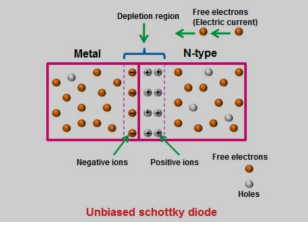 Depletion region
Free electrons
(Electric current)
Metal
N-type
Negative ions
Positive ions
Free electrons
Holes
Unbiased schottky diode